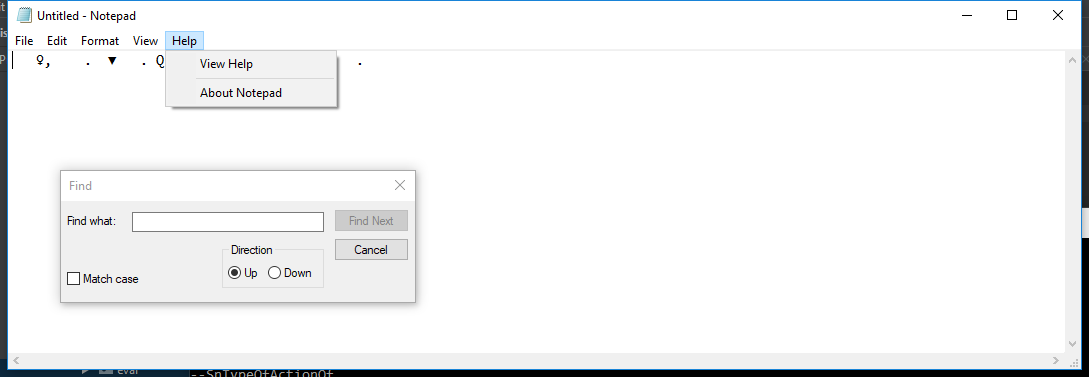 Untitled - Notepad
File Edit Format View Help
♀, . ▼ . Q .
View Help
About Notepad
Find
Find what:
Find Next
Cancel
Direction
Up Down
Match case
eval
--SpTypeOfActionOf